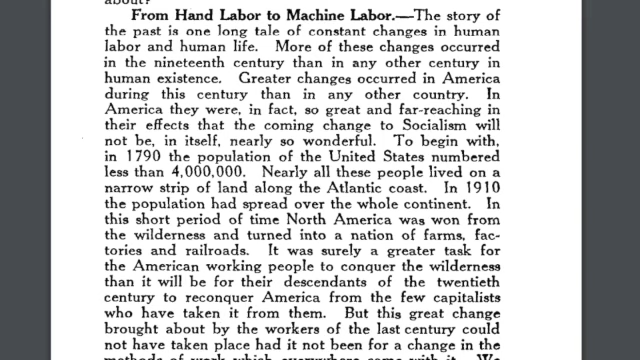 about?
From Hand Labor to Machine Labor.—The story of
the past is one long tale of constant changes in human
labor and human life. More of these changes occurred
in the nineteenth century than in any other century in
human existence. Greater changes occurred in America
during this century than in any other country. In
America they were, in fact, so great and far-reaching in
their effects that the coming change to Socialism will
not be, in itself, nearly so wonderful. To begin with,
in 1790 the population of the United States numbered
less than 4,000,000. Nearly all these people lived on a
narrow strip of land along the Atlantic coast. In 1910
the population had spread over the whole continent. In
this short period of time North America was won from
the wilderness and turned into a nation of farms, fac-
tories and railroads. It was surely a greater task for
the American working people to conquer the wilderness
than it will be for their descendants of the twentieth
century to reconquer America from the few capitalists
who have taken it from them. But this great change
brought about by the workers of the last century could
not have taken place had it not been for a change in the
methods of work which everywhere came with it. We